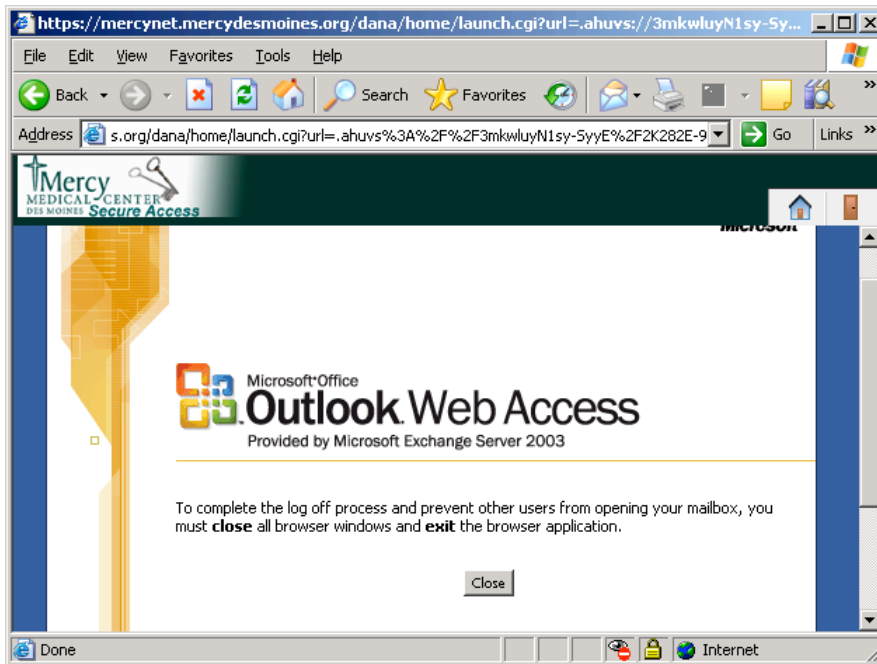 https://mercynet.mercydesmoines.org/dana/home/launch.cgi?url=.ahuvs://3mkwluyN1sy-Sy...
File Edit View Favorites Tools Help
Back Search Favorites »
Address s.org/dana/home/launch.cgi?url=.ahuvs%3A%2F%2F3mkwluyN1sy-SyyE%2F2K282E-9 Go Links »
Mercy
MEDICAL CENTER
DES MOINES Secure Access
Microsoft
Microsoft Office
Outlook Web Access
Provided by Microsoft Exchange Server 2003
To complete the log off process and prevent other users from opening your mailbox, you
must close all browser windows and exit the browser application.
Close
Done Internet